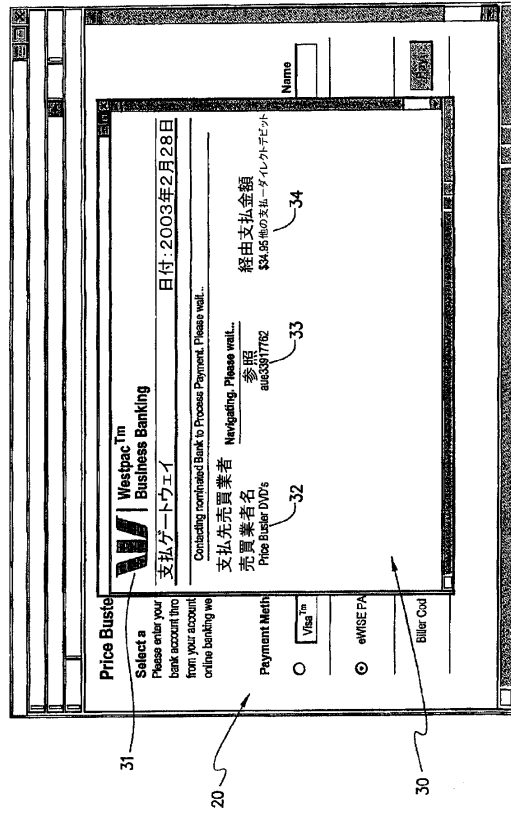 Price Buste
Select a
Please enter your
bank account thro
from your account
online banking we
Payment Meth
Visa™
eWISE PA
Biller Cod
Name
Westpac™
Business Banking
支払ゲートウェイ
日付:2003年2月28日
Contacting nominated Bank to Process Payment. Please wait...
Navigating. Please wait...
支払先売買業者
売買業者名
Price Buster DVD's
参照
aue33917762
経由支払金額
$34.95 他の支払ーダイレクトデビット
31
20
30
32
33
34